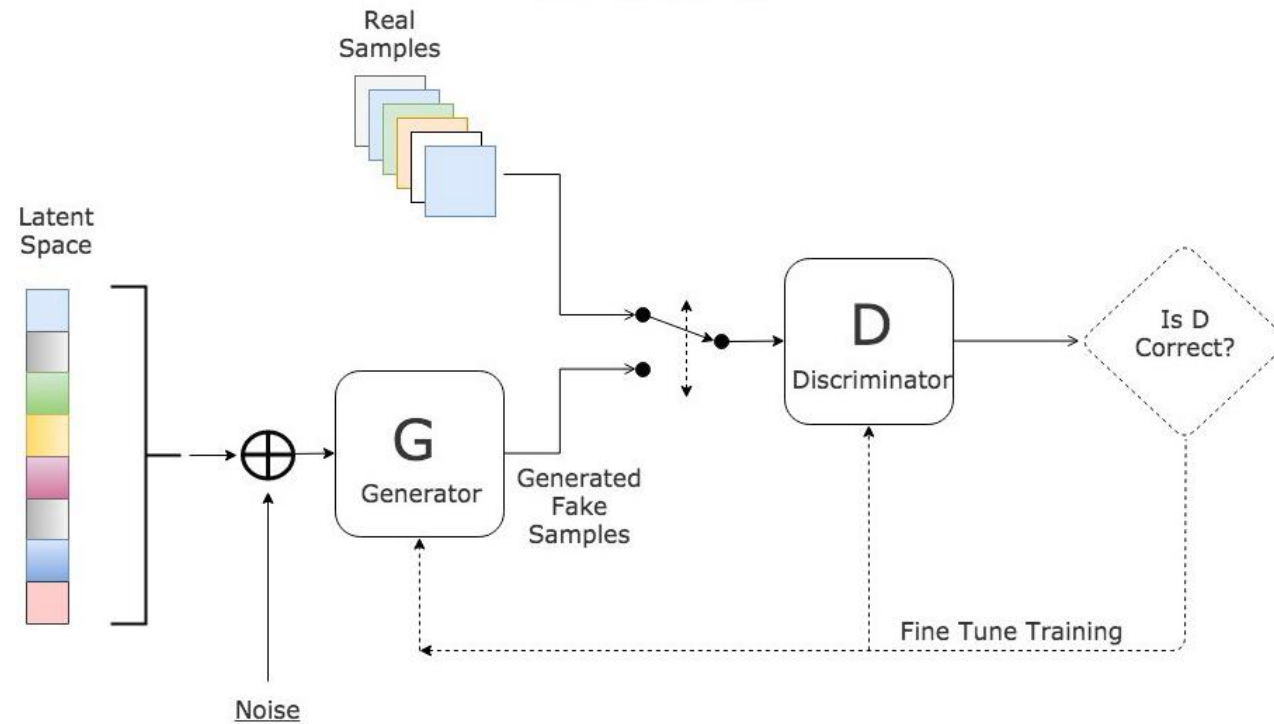 Real
Samples
Latent
Space
G
Generator
Generated
Fake
Samples
D
Discriminator
Is D
Correct?
Fine Tune Training
Noise